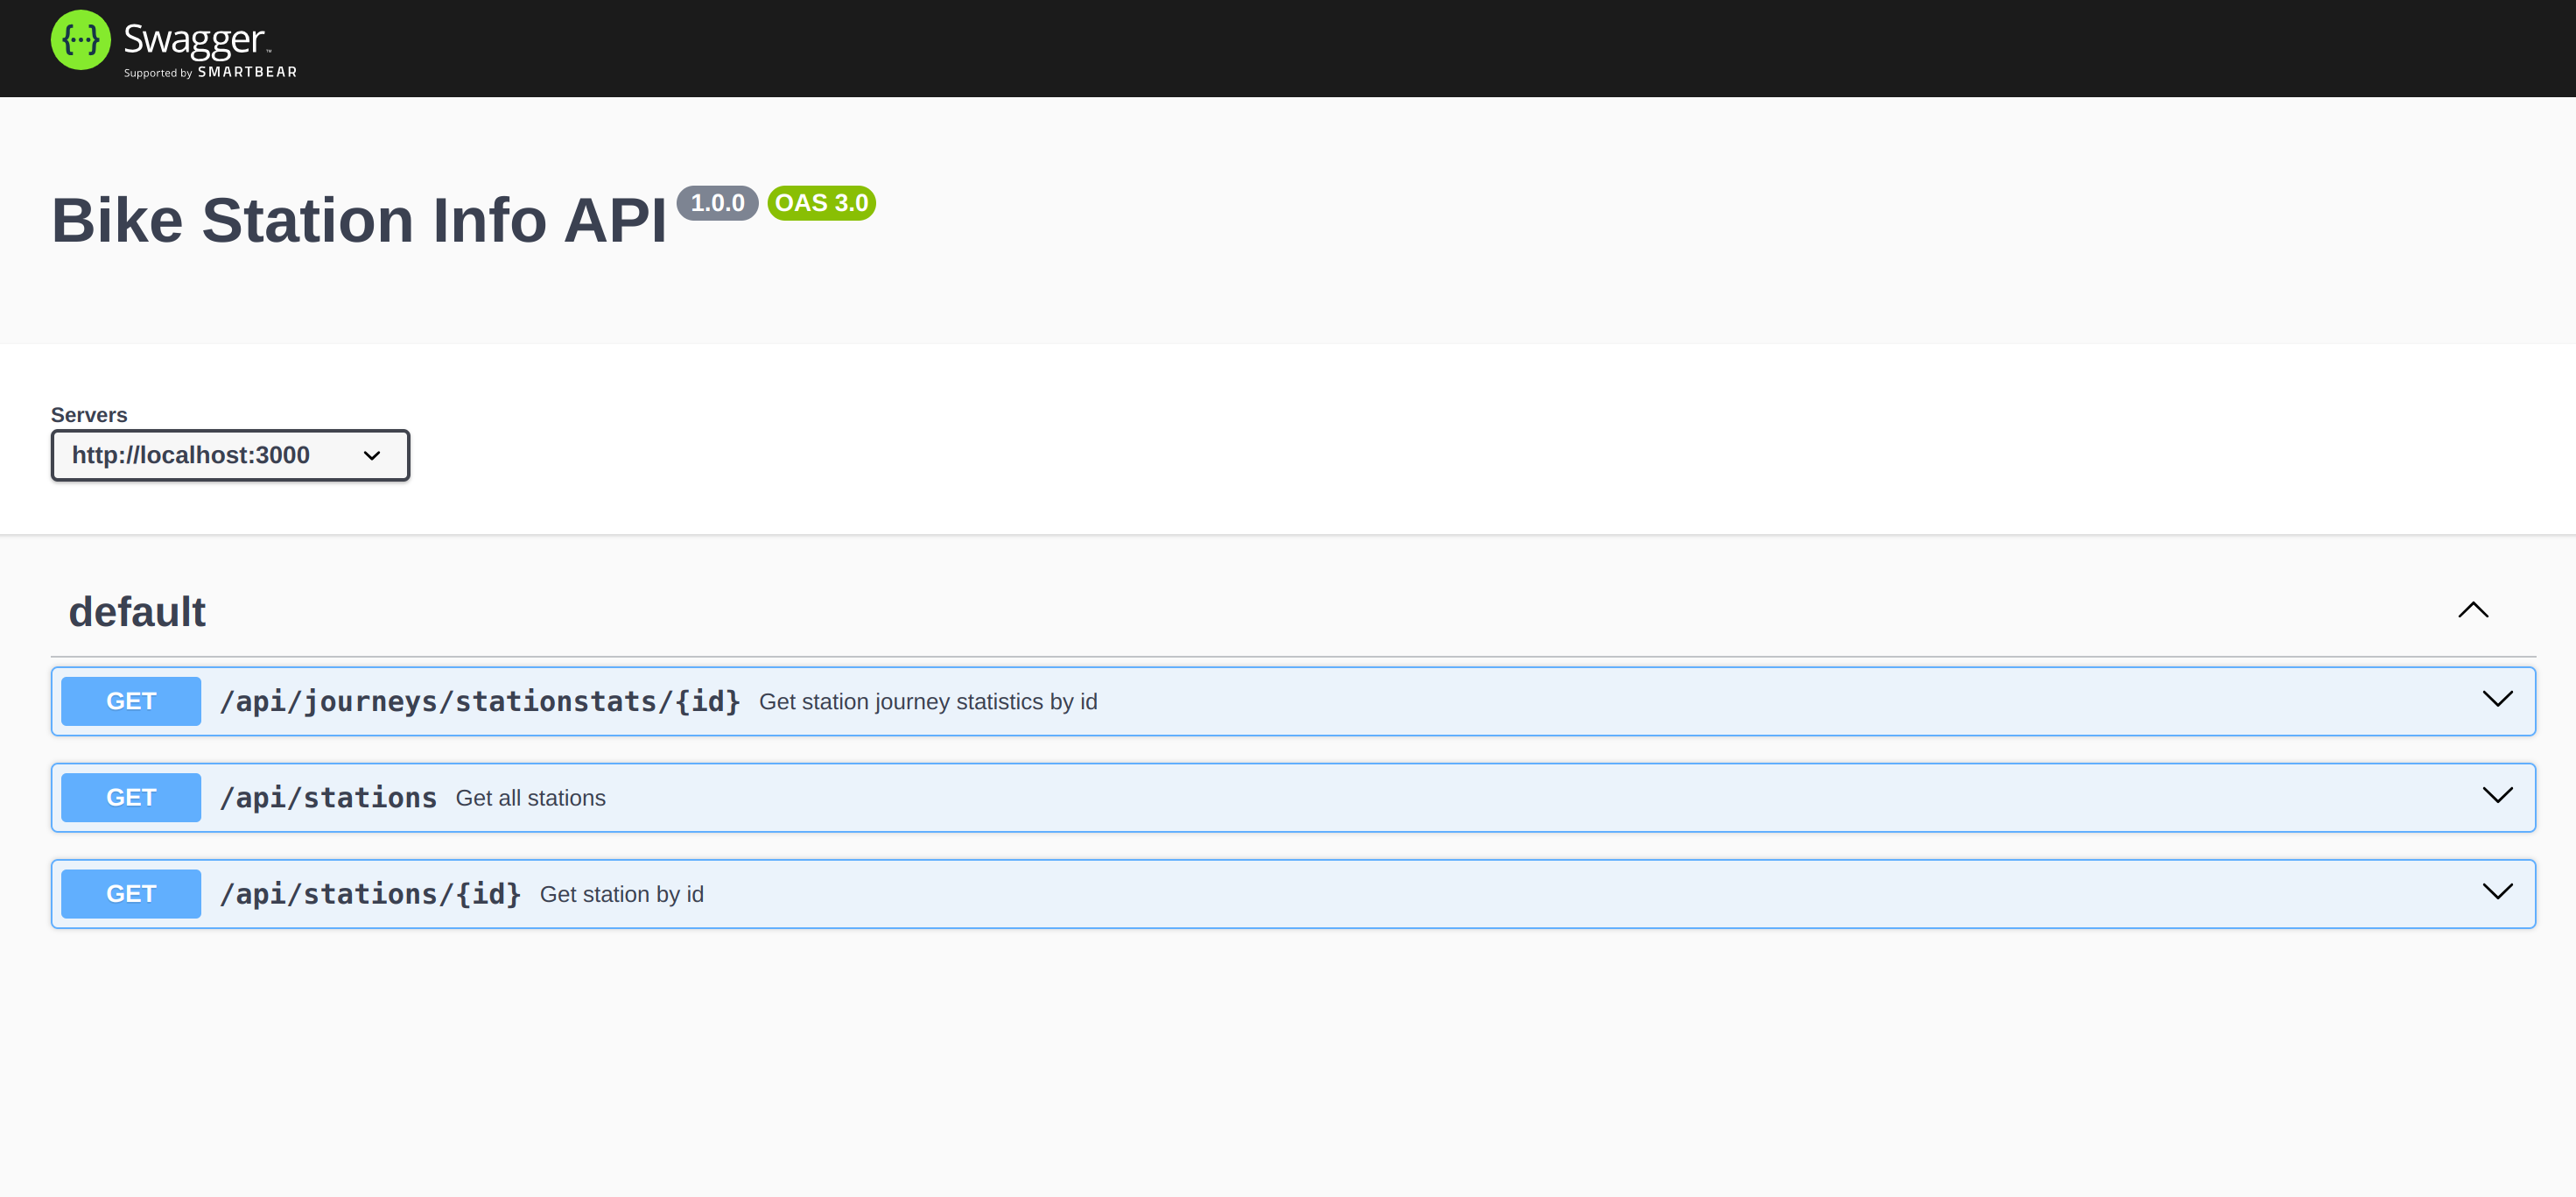 {···} Swagger™
Supported by SMARTBEAR
Bike Station Info API 1.0.0 OAS 3.0
Servers
http://localhost:3000
default
GET /api/journeys/stationstats/{id} Get station journey statistics by id
GET /api/stations Get all stations
GET /api/stations/{id} Get station by id